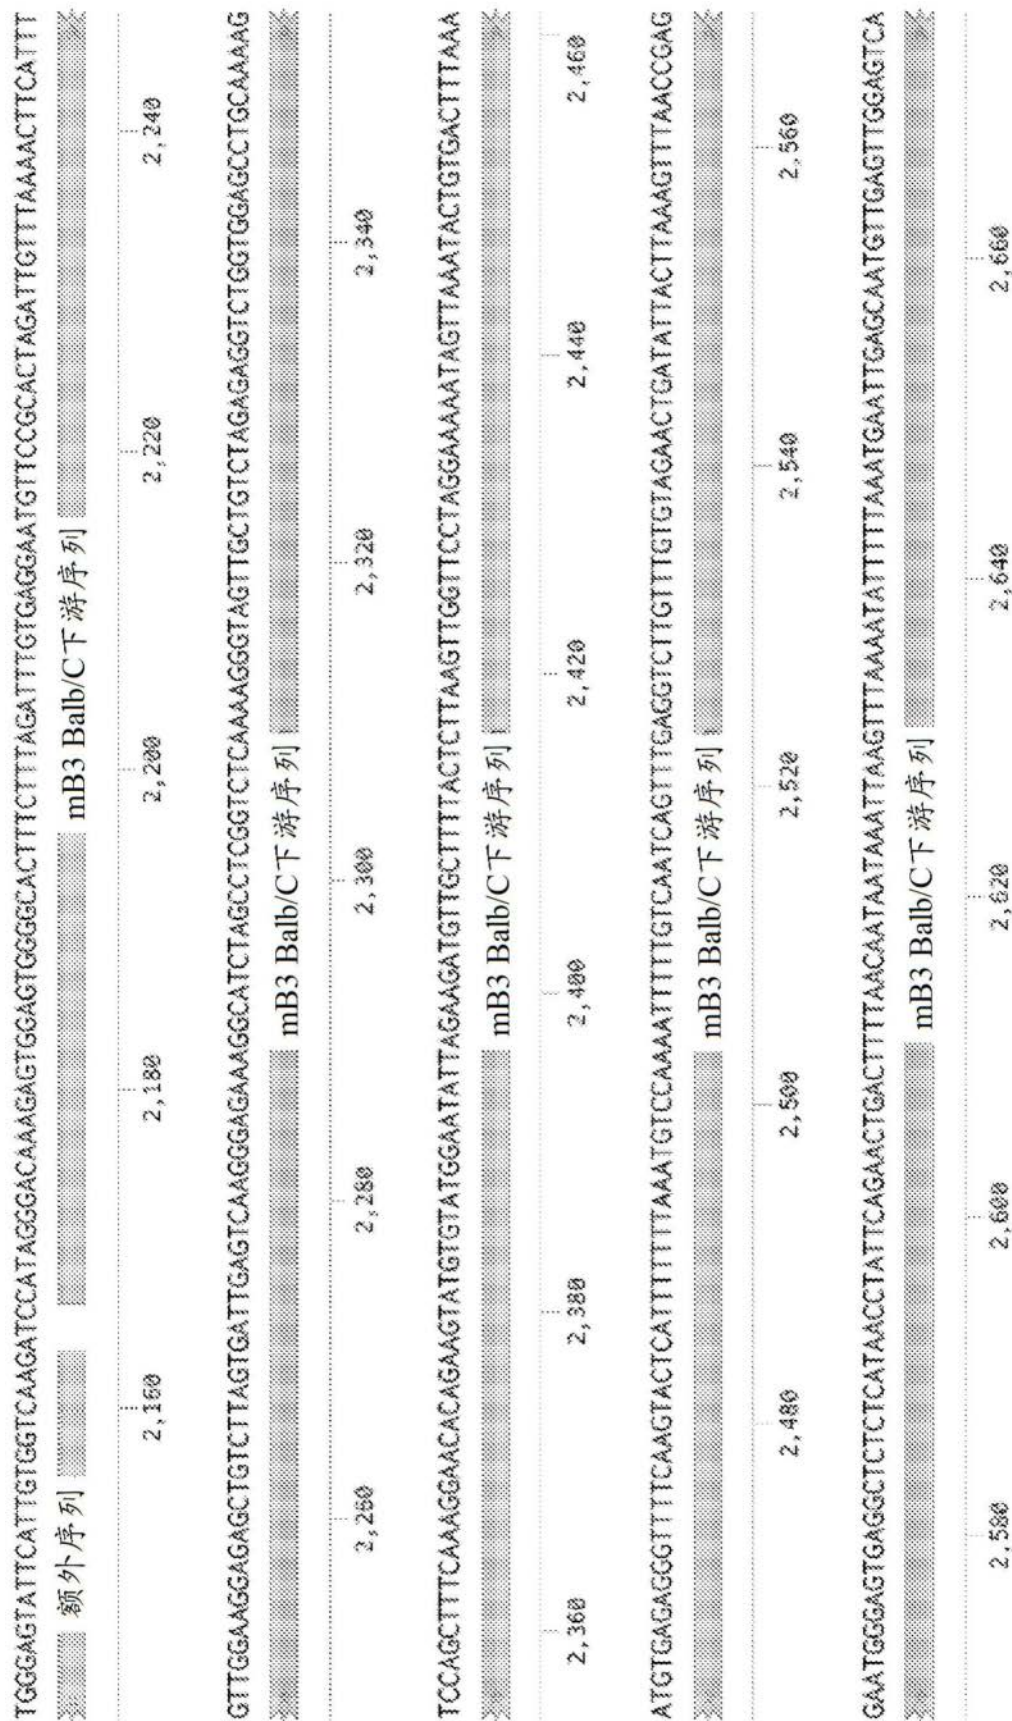 TGGGAGTATTCATTGTGGTCAAGATCCATAGGGACAAAGAGTGGAGTGGGGCACTTTCTTTAGATTTGTGAGGAATGTTCCGCACTAGATTGTTTAAAACTTCATTT
额外序列 mB3 Balb/C下游序列
2,160 2,180 2,200 2,220 2,240
GTTGGAAGGAGAGCTGTCTTAGTGATTGAGTCAAGGGAGAAAGGCATCTAGCCTCGGTCTCAAAAGGGTAGTTGCTGTCTAGAGAGGTCTGGTGGAGCCTGCAAAAG
mB3 Balb/C下游序列
2,260 2,280 2,300 2,320 2,340
TCCAGCTTTCAAAGGAACACAGAAGTATGTGTATGGAATATTAGAAGATGTTGCTTTTACTCTTAAGTTGGTTCCTAGGAAAAATAGTTAAATACTGTGACTTTAAA
mB3 Balb/C下游序列
2,360 2,380 2,400 2,420 2,440 2,460
ATGTGAGAGGGTTTTCAAGTACTCATTTTTTTAAATGTCCAAAATTTTTGTCAATCAGTTTGAGGTCTTGTTTGTGTAGAACTGATATTACTTAAAGTTTAACCGAG
mB3 Balb/C下游序列
2,480 2,500 2,520 2,540 2,560
GAATGGGAGTGAGGCTCTCTCATAACCTATTCAGAACTGACTTTTTAACAATAATAAATTAAGTTTAAAATATTTTTAAATGAATTGAGCAATGTTGAGTTGGAGTCA
mB3 Balb/C下游序列
2,580 2,600 2,620 2,640 2,660